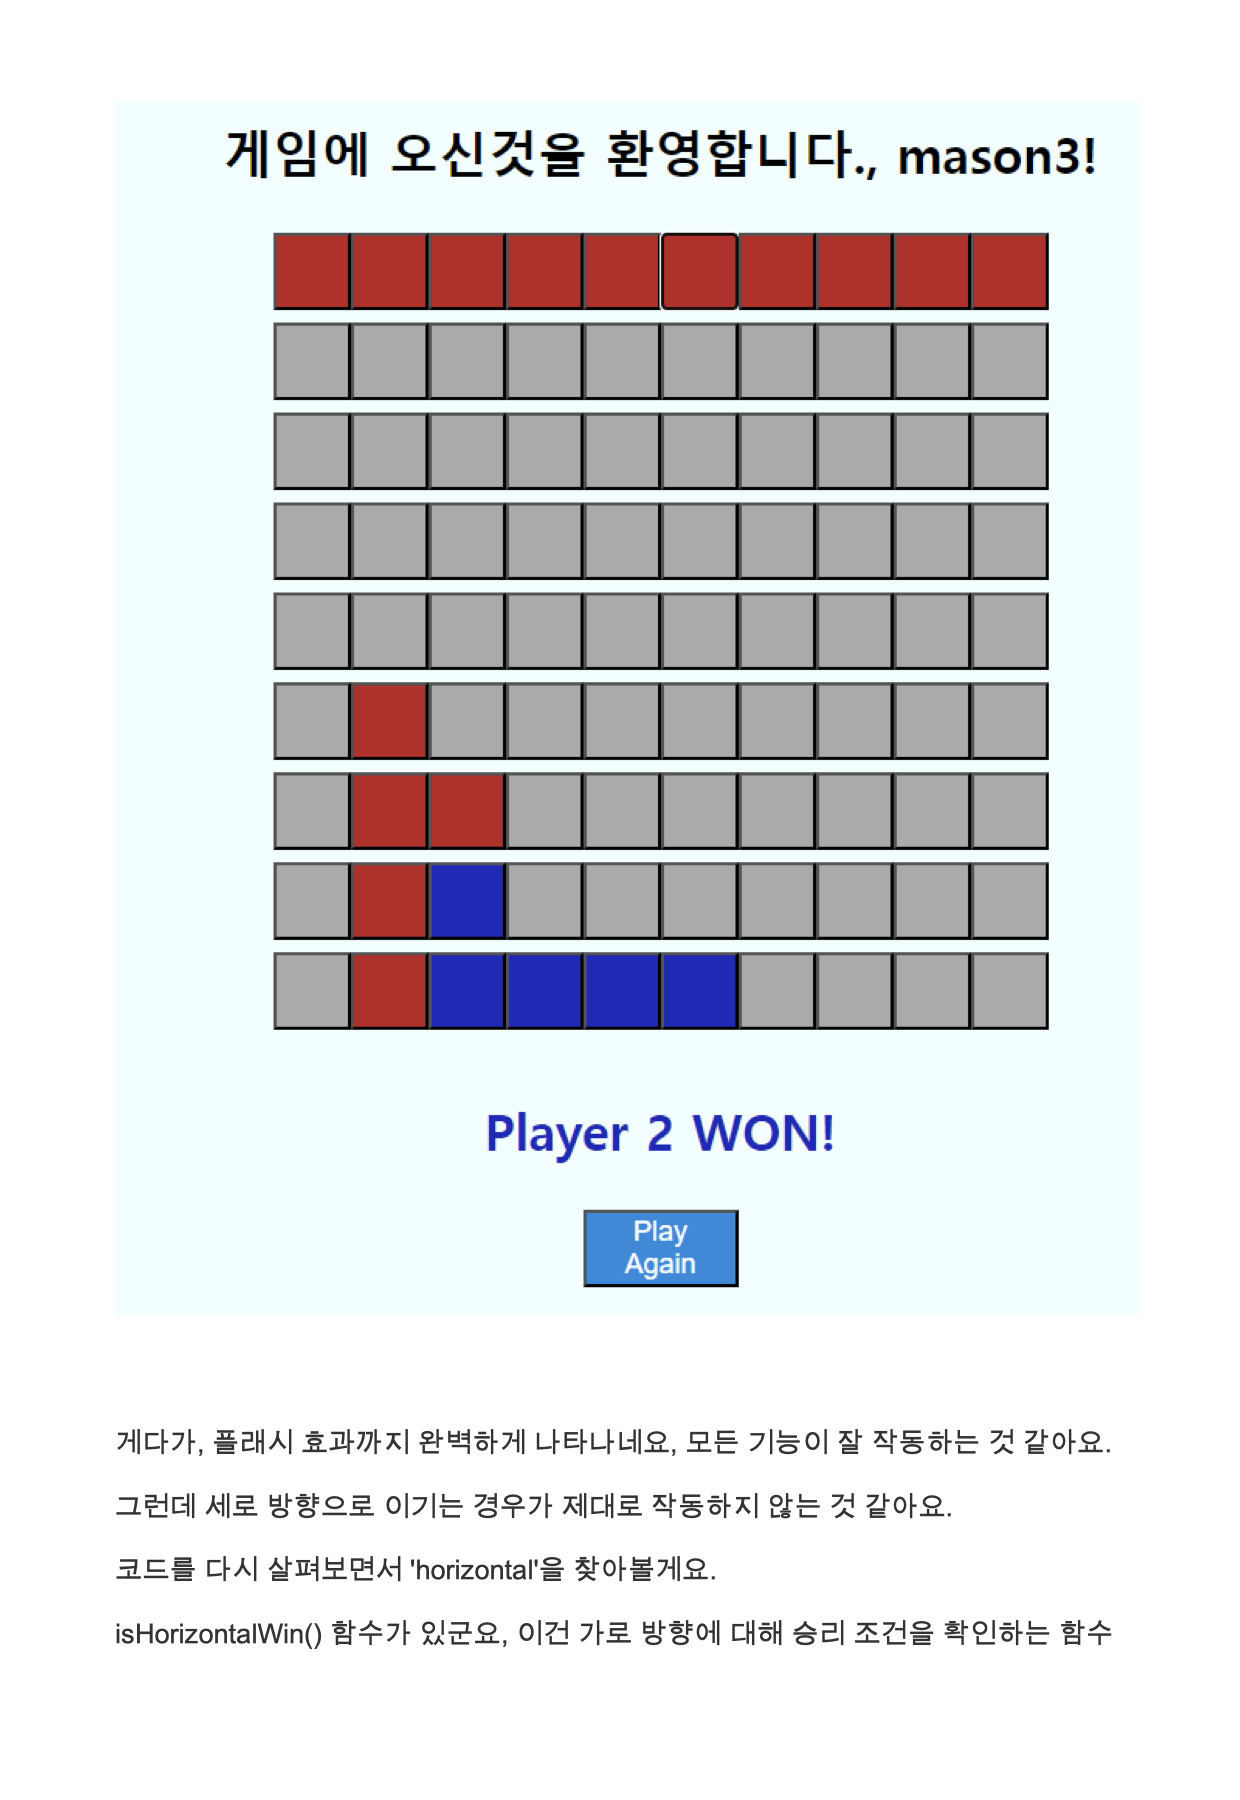 게임에 오신것을 환영합니다., mason3!
Player 2 WON!
Play
Again
게다가, 플래시 효과까지 완벽하게 나타나네요, 모든 기능이 잘 작동하는 것 같아요.
그런데 세로 방향으로 이기는 경우가 제대로 작동하지 않는 것 같아요.
코드를 다시 살펴보면서 'horizontal'을 찾아볼게요.
isHorizontalWin() 함수가 있군요, 이건 가로 방향에 대해 승리 조건을 확인하는 함수